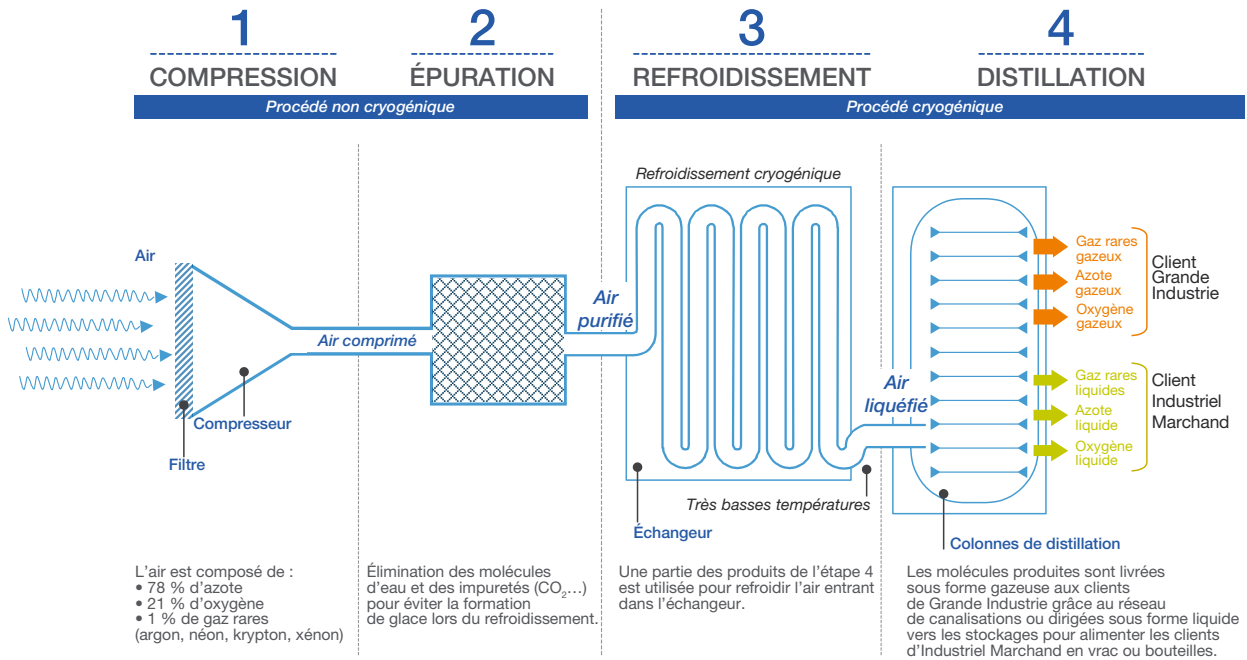 1
COMPRESSION
2
ÉPURATION
3
REFROIDISSEMENT
4
DISTILLATION
Procédé non cryogénique
Procédé cryogénique
Air
Filtre
Compresseur
Air comprimé
Air
purifié
Refroidissement cryogénique
Échangeur
Très basses températures
Air
liquéfié
Colonnes de distillation
Gaz rares
gazeux
Azote
gazeux
Oxygène
gazeux
Client
Grande
Industrie
Gaz rares
liquides
Azote
liquide
Oxygène
liquide
Client
Industriel
Marchand
L'air est composé de :
• 78 % d'azote
• 21 % d'oxygène
• 1 % de gaz rares
(argon, néon, krypton, xénon)
Élimination des molécules
d'eau et des impuretés (CO₂...)
pour éviter la formation
de glace lors du refroidissement.
Une partie des produits de l'étape 4
est utilisée pour refroidir l'air entrant
dans l'échangeur.
Les molécules produites sont livrées
sous forme gazeuse aux clients
de Grande Industrie grâce au réseau
de canalisations ou dirigées sous forme liquide
vers les stockages pour alimenter les clients
d'Industriel Marchand en vrac ou bouteilles.